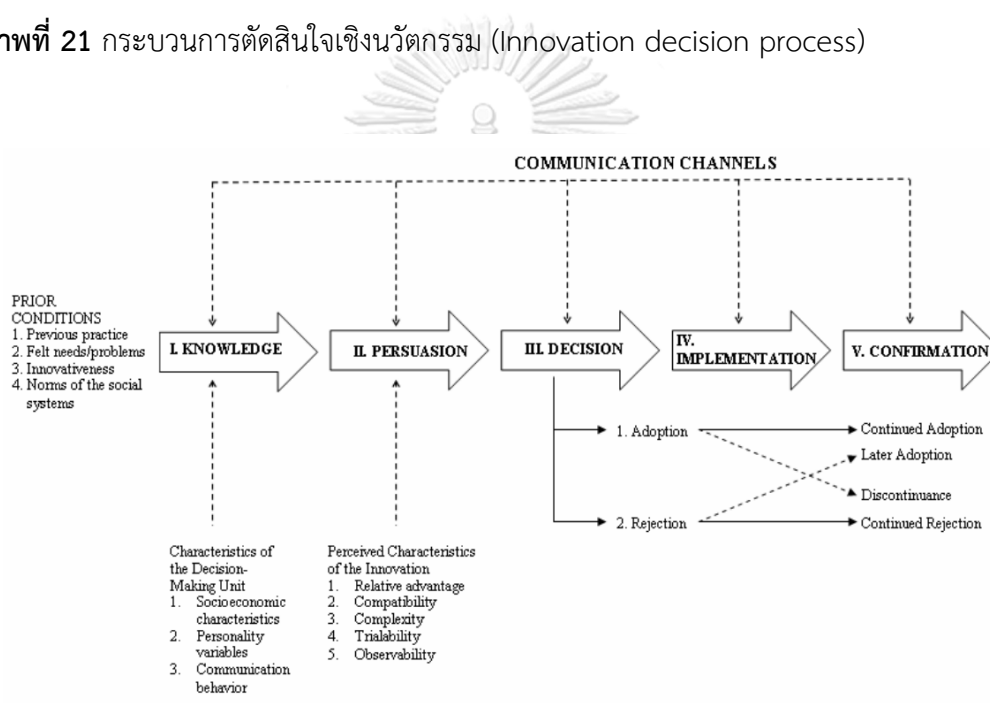 าพที่ 21 กระบวนการตัดสินใจเชิงนวัตกรรม (Innovation decision process)
COMMUNICATION CHANNELS
PRIOR
CONDITIONS
1. Previous practice
2. Felt needs/problems
3. Innovativeness
4. Norms of the social
systems
I. KNOWLEDGE
II. PERSUASION
III. DECISION
IV.
IMPLEMENTATION
V. CONFIRMATION
1. Adoption
2. Rejection
Continued Adoption
Later Adoption
Discontinuance
Continued Rejection
Characteristics of
the Decision-
Making Unit
1. Socioeconomic
characteristics
2. Personality
variables
3. Communication
behavior
Perceived Characteristics
of the Innovation
1. Relative advantage
2. Compatibility
3. Complexity
4. Trialability
5. Observability